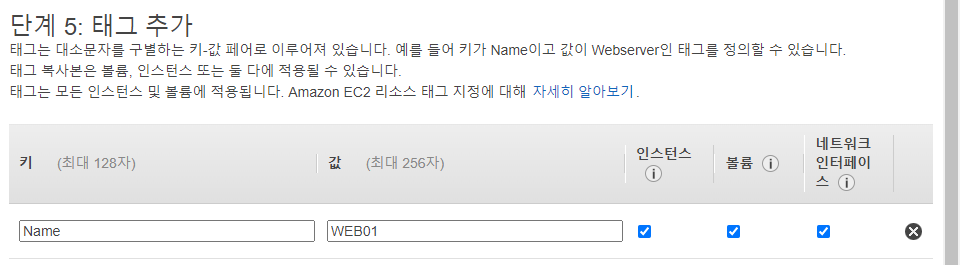 단계 5: 태그 추가
태그는 대소문자를 구별하는 키-값 페어로 이루어져 있습니다. 예를 들어 키가 Name이고 값이 Webserver인 태그를 정의할 수 있습니다.
태그 복사본은 볼륨, 인스턴스 또는 둘 다에 적용될 수 있습니다.
태그는 모든 인스턴스 및 볼륨에 적용됩니다. Amazon EC2 리소스 태그 지정에 대해 자세히 알아보기.
키 (최대 128자) 값 (최대 256자) 인스턴스 볼륨 네트워크
인터페이
스
Name WEB01